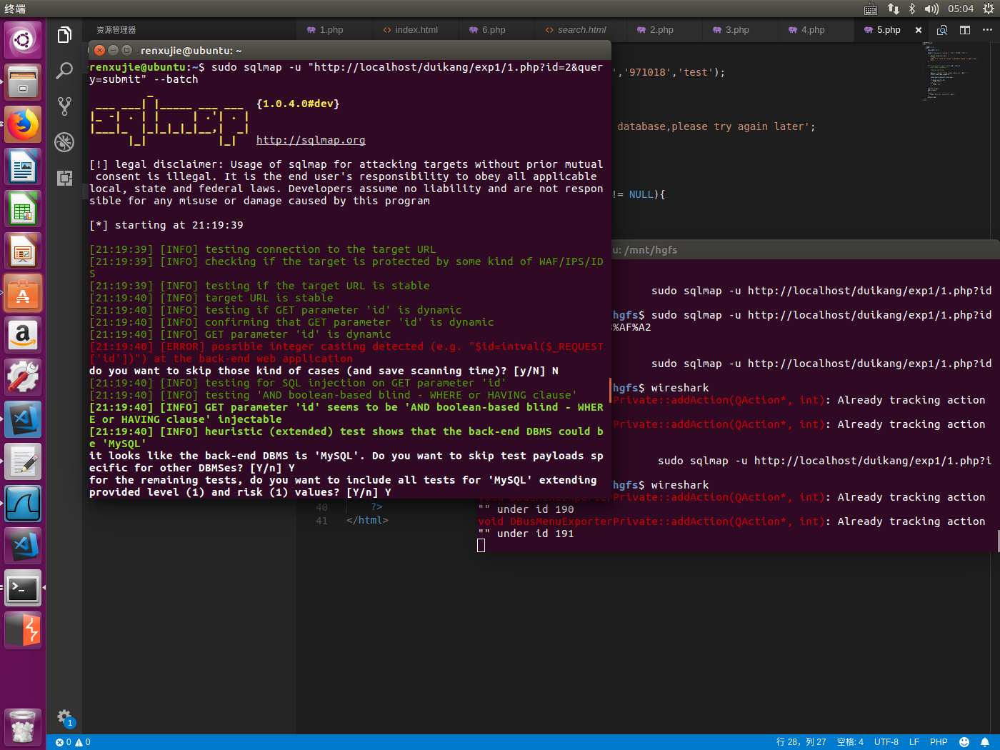 终端
05:04
资源管理器
1.php
index.html
6.php
search.html
2.php
3.php
4.php
5.php
renxujie@ubuntu: ~
renxujie@ubuntu:~$ sudo sqlmap -u "http://localhost/duikang/exp1/1.php?id=2&quer
y=submit" --batch
{1.0.4.0#dev}
http://sqlmap.org
[!] legal disclaimer: Usage of sqlmap for attacking targets without prior mutual
consent is illegal. It is the end user's responsibility to obey all applicable
local, state and federal laws. Developers assume no liability and are not respon
sible for any misuse or damage caused by this program
[*] starting at 21:19:39
[21:19:39] [INFO] testing connection to the target URL
[21:19:39] [INFO] checking if the target is protected by some kind of WAF/IPS/ID
S
[21:19:39] [INFO] testing if the target URL is stable
[21:19:40] [INFO] target URL is stable
[21:19:40] [INFO] testing if GET parameter 'id' is dynamic
[21:19:40] [INFO] confirming that GET parameter 'id' is dynamic
[21:19:40] [INFO] GET parameter 'id' is dynamic
[21:19:40] [ERROR] possible integer casting detected (e.g. "$id=intval($_REQUEST
['id'])") at the back-end web application
do you want to skip those kind of cases (and save scanning time)? [y/N] N
[21:19:40] [INFO] testing for SQL injection on GET parameter 'id'
[21:19:40] [INFO] testing 'AND boolean-based blind - WHERE or HAVING clause'
[21:19:40] [INFO] GET parameter 'id' seems to be 'AND boolean-based blind - WHER
E or HAVING clause' injectable
[21:19:40] [INFO] heuristic (extended) test shows that the back-end DBMS could b
e 'MySQL'
it looks like the back-end DBMS is 'MySQL'. Do you want to skip test payloads sp
ecific for other DBMSes? [Y/n] Y
for the remaining tests, do you want to include all tests for 'MySQL' extending
provided level (1) and risk (1) values? [Y/n] Y
','971018','test');
database,please try again later';
!= NULL){
u: /mnt/hgfs
sudo sqlmap -u http://localhost/duikang/exp1/1.php?id
hgfs$ sudo sqlmap -u http://localhost/duikang/exp1/1.php?id
%AF%A2
sudo sqlmap -u http://localhost/duikang/exp1/1.php?id
hgfs$ wireshark
Private::addAction(QAction*, int): Already tracking action
Private::addAction(QAction*, int): Already tracking action
sudo sqlmap -u http://localhost/duikang/exp1/1.php?i
hgfs$ wireshark
void DBusMenuExporterPrivate::addAction(QAction*, int): Already tracking action
"" under id 190
void DBusMenuExporterPrivate::addAction(QAction*, int): Already tracking action
"" under id 191
40 ?>
41 </html>
1
0 0
行 28，列 27 空格: 4 UTF-8 LF PHP